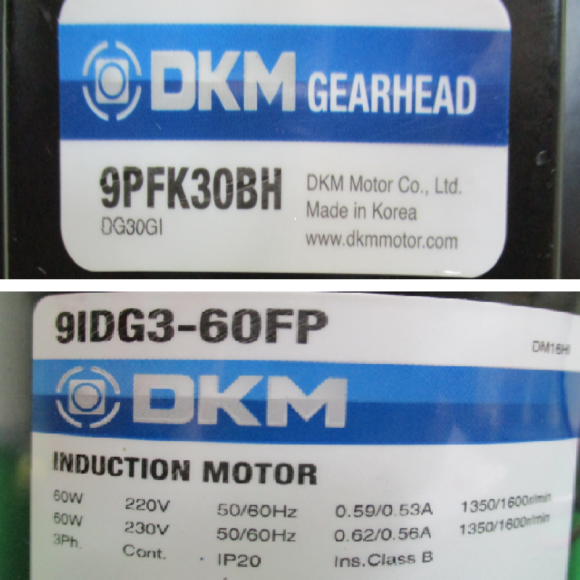 DKM GEARHEAD
9PFK30BH
DG30GI
DKM Motor Co., Ltd.
Made in Korea
www.dkmmotor.com
9IDG3-60FP
DM16HI
DKM
INDUCTION MOTOR
60W 220V 50/60Hz 0.59/0.53A 1350/1600r/min
60W 230V 50/60Hz 0.62/0.56A 1350/1600r/min
3Ph. Cont. IP20 Ins.Class B